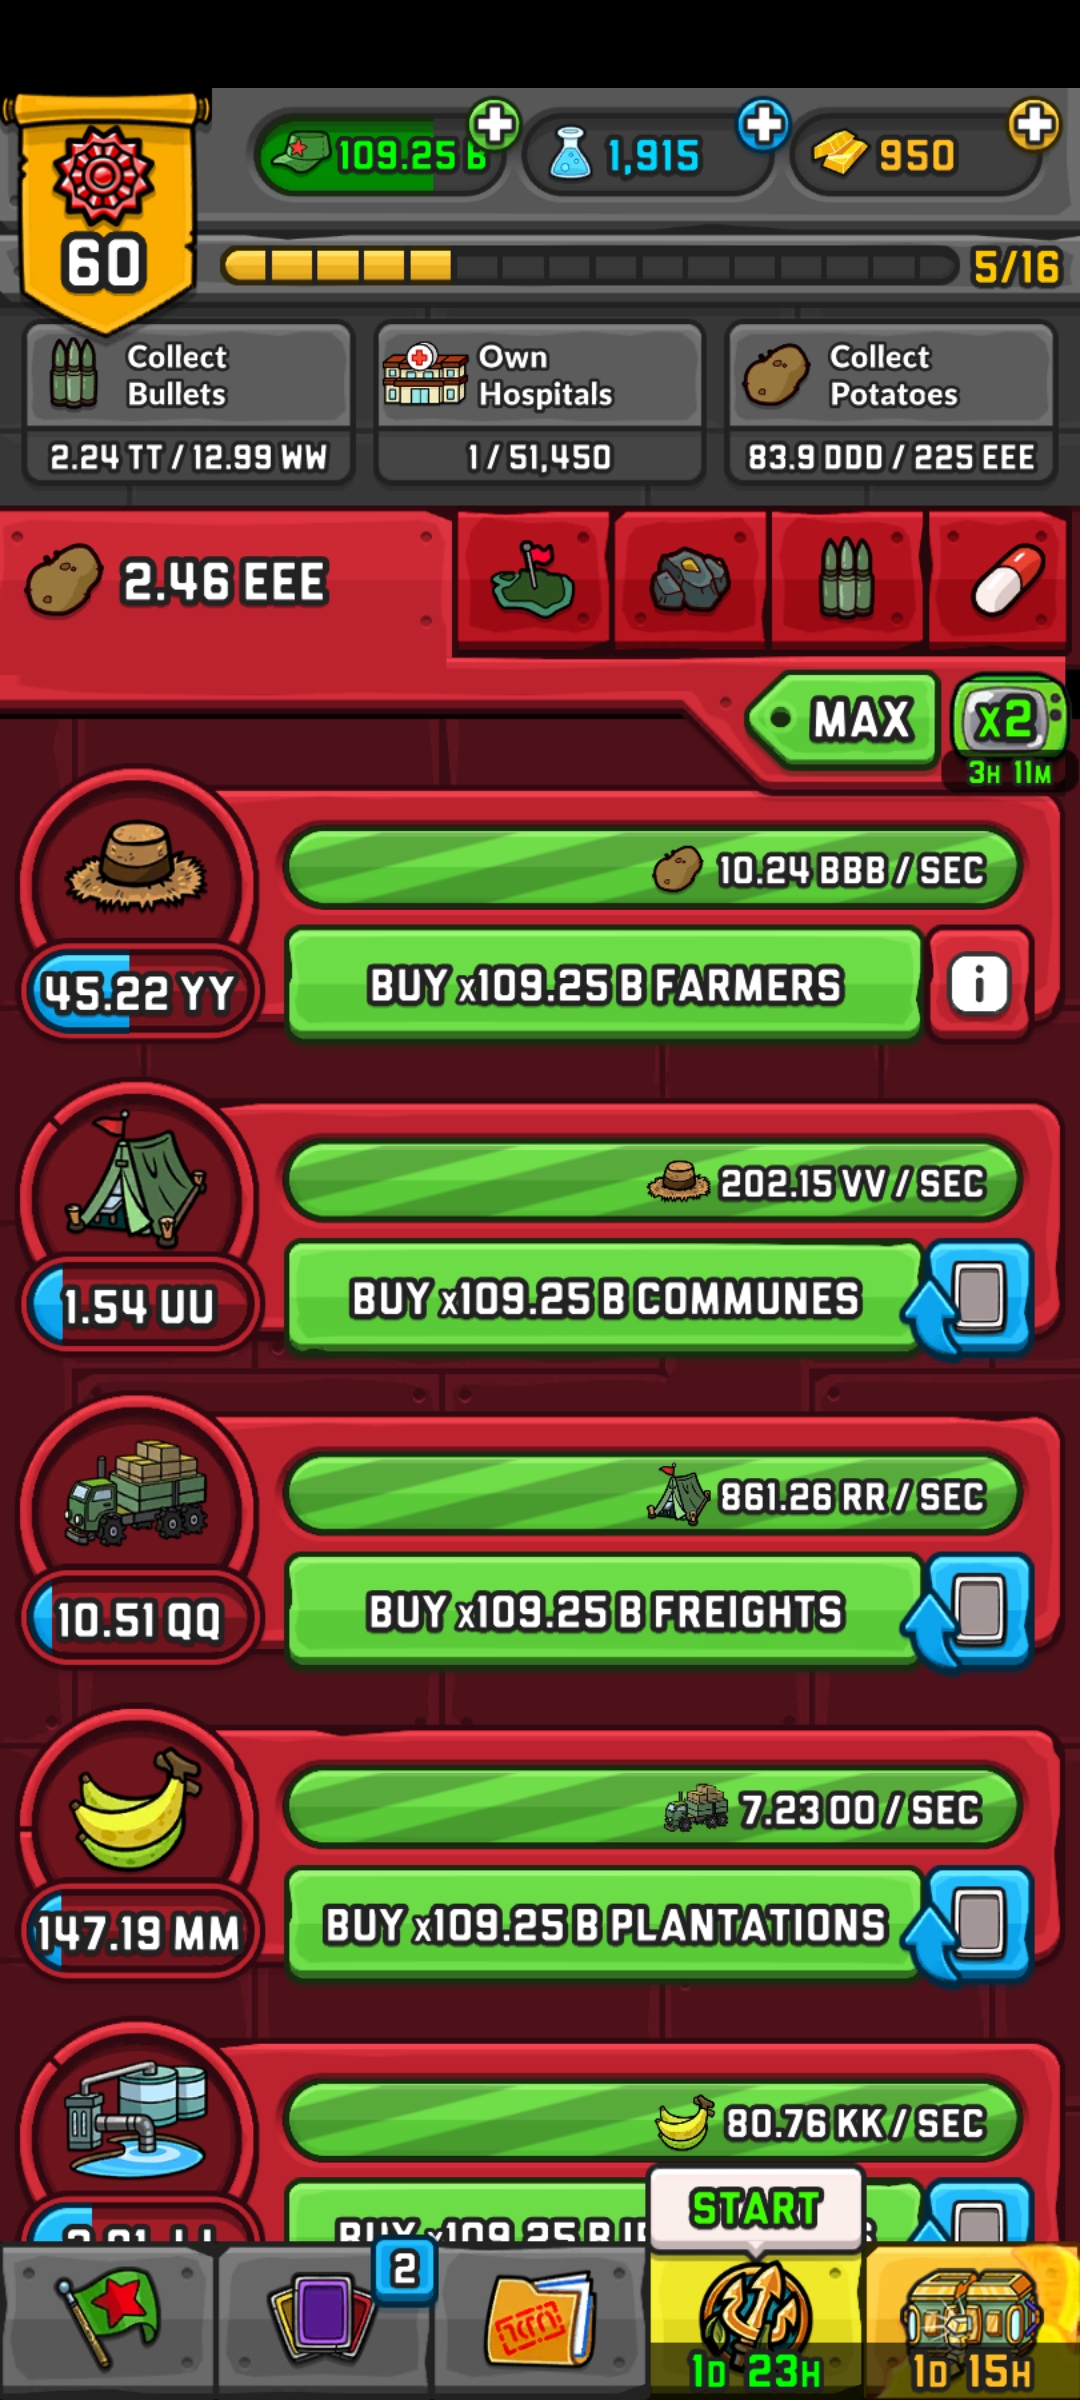 109.25 B
1,915
950
60
5/16
Collect
Bullets
2.24 TT / 12.99 WW
Own
Hospitals
1 / 51,450
Collect
Potatoes
83.9 DDD / 225 EEE
2.46 EEE
MAX
x2
3H 11M
10.24 BBB / SEC
45.22 YY
BUY x109.25 B FARMERS
i
202.15 VV / SEC
1.54 UU
BUY x109.25 B COMMUNES
861.26 RR / SEC
10.51 QQ
BUY x109.25 B FREIGHTS
7.23 OO / SEC
147.19 MM
BUY x109.25 B PLANTATIONS
80.76 KK / SEC
BUY x109.25 B
START
2
1D 23H
1D 15H